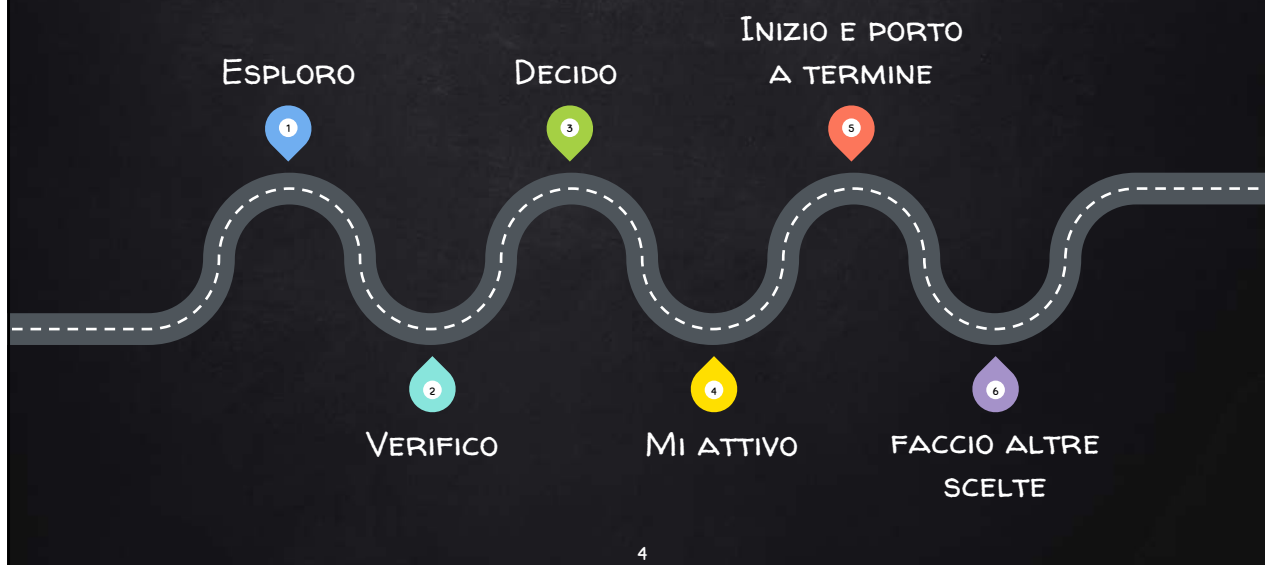 Esploro
1
Verifico
2
Decido
3
Mi attivo
4
Inizio e porto
a termine
5
faccio altre
scelte
6
4